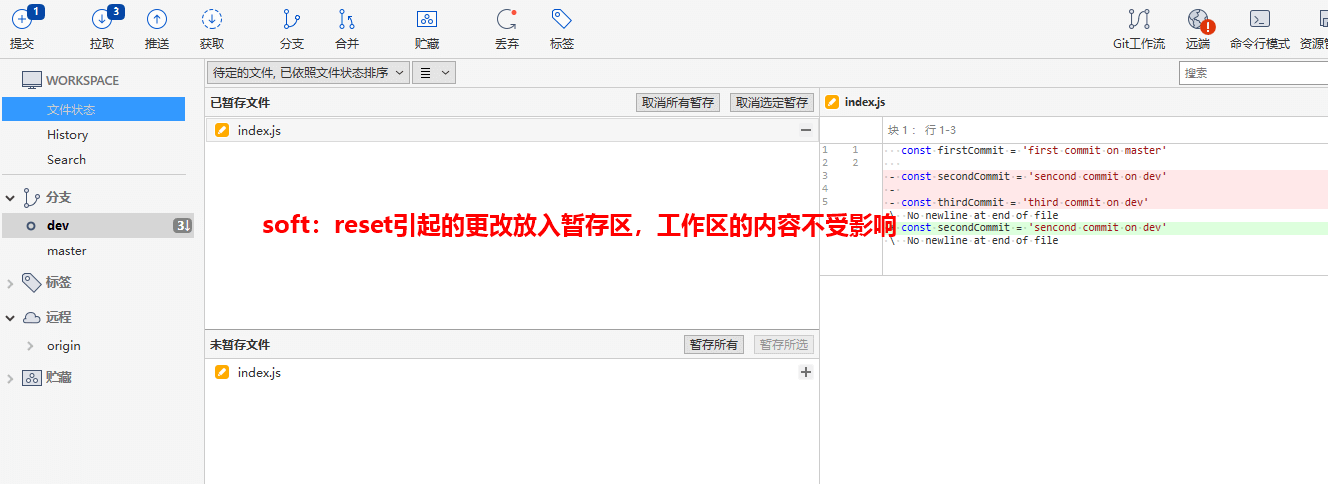 1
3
提交
拉取
推送
获取
分支
合并
贮藏
丢弃
标签
Git工作流
远端
命令行模式
WORKSPACE
文件状态
History
Search
分支
dev 3↓
master
标签
远程
origin
贮藏
待定的文件, 已依照文件状态排序
搜索
已暂存文件 取消所有暂存 取消选定暂存
index.js
未暂存文件 暂存所有 暂存所选
index.js
soft：reset引起的更改放入暂存区，工作区的内容不受影响
index.js
块 1 ： 行 1-3
1 1 const firstCommit = 'first commit on master'
2 2
3 - const secondCommit = 'sencond commit on dev'
4 -
5 - const thirdCommit = 'third commit on dev'
\ No newline at end of file
const secondCommit = 'sencond commit on dev'
\ No newline at end of file